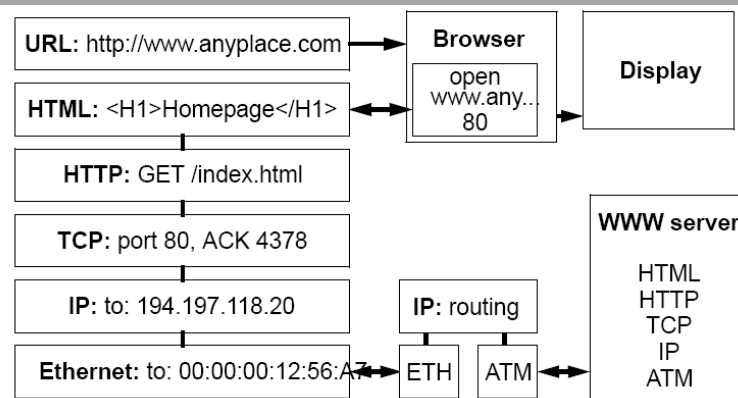 URL: http://www.anyplace.com
Browser
Display
open
www.any...
80
HTML: <H1>Homepage</H1>
HTTP: GET /index.html
TCP: port 80, ACK 4378
IP: to: 194.197.118.20
Ethernet: to: 00:00:00:12:56:A7
IP: routing
ETH
ATM
WWW server
HTML
HTTP
TCP
IP
ATM